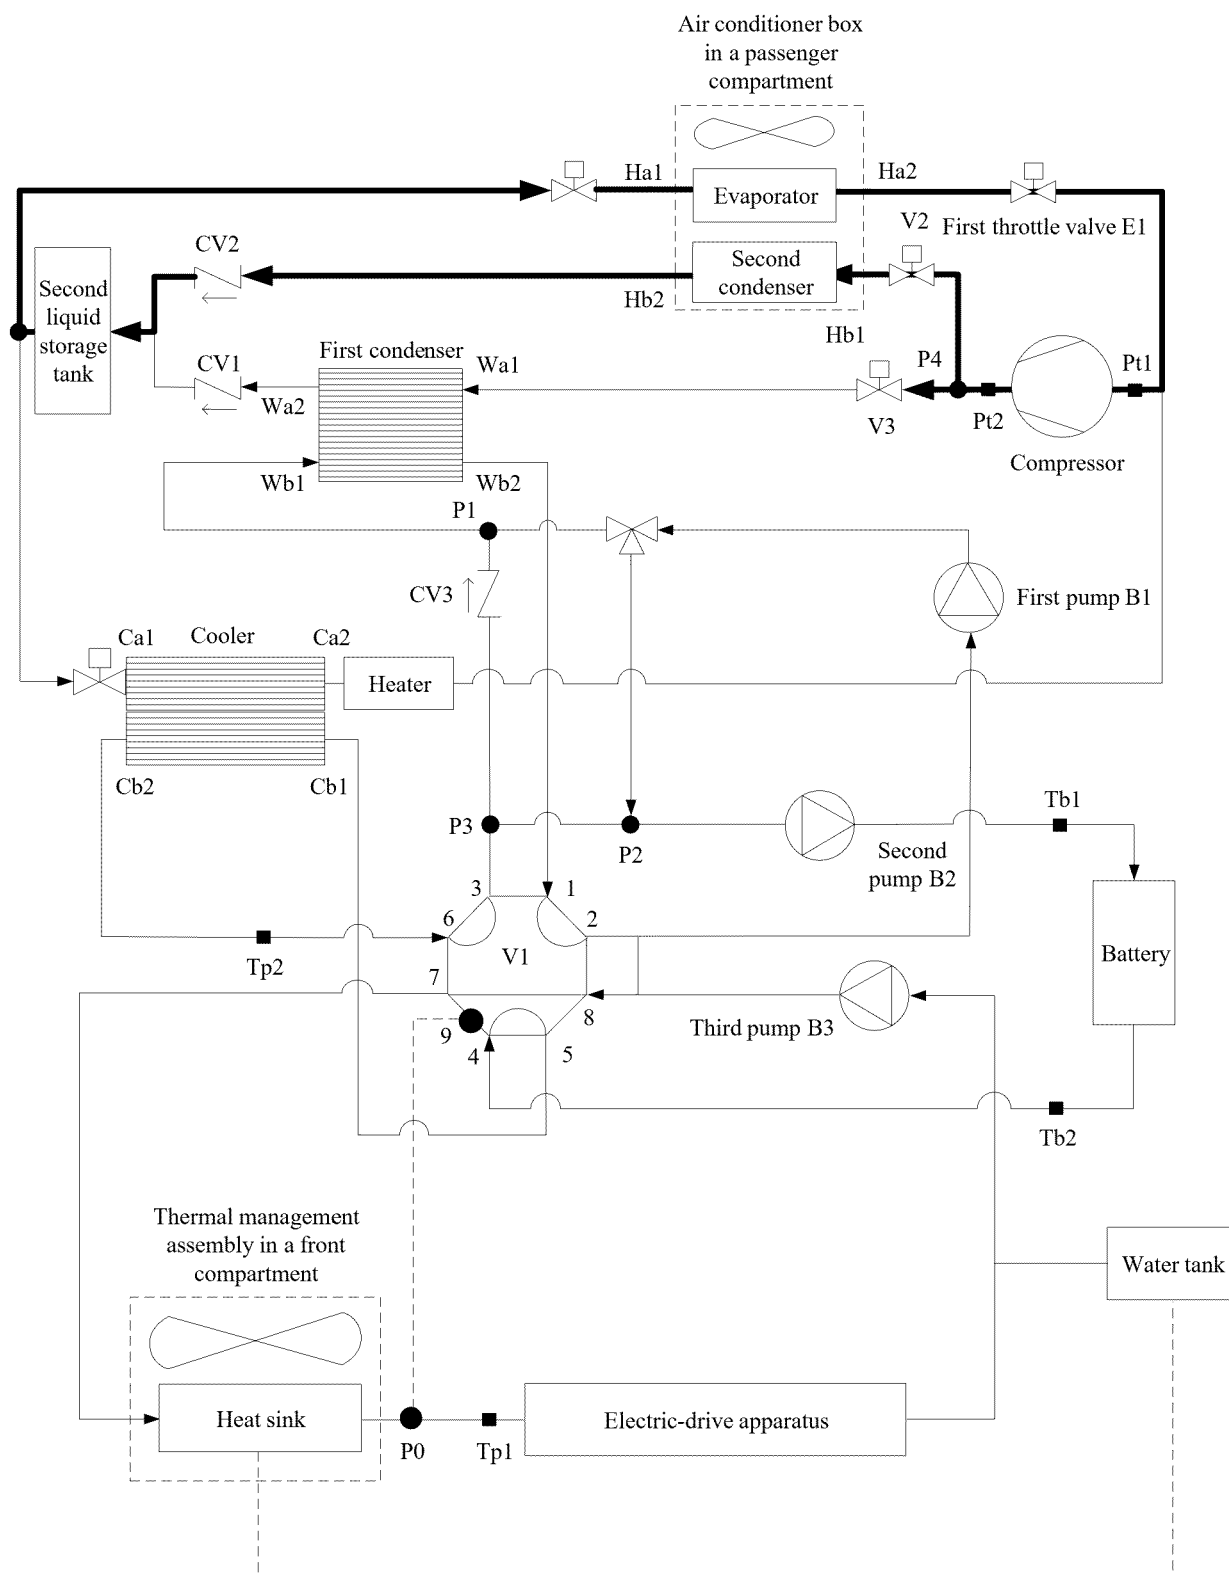 Air conditioner box
in a passenger
compartment
Ha1
Evaporator
Ha2
First throttle valve E1
V2
CV2
Second
condenser
Hb2
Hb1
Second
liquid
storage
tank
First condenser
CV1
Wa1
Wa2
P4
Pt1
V3
Pt2
Compressor
Wb1
Wb2
P1
CV3
First pump B1
Ca1
Cooler
Ca2
Heater
Cb2
Cb1
Tb1
P3
P2
Second
pump B2
3
1
6
2
V1
Tp2
Battery
7
8
9
Third pump B3
4
5
Tb2
Thermal management
assembly in a front
compartment
Water tank
Heat sink
Electric-drive apparatus
P0
Tp1